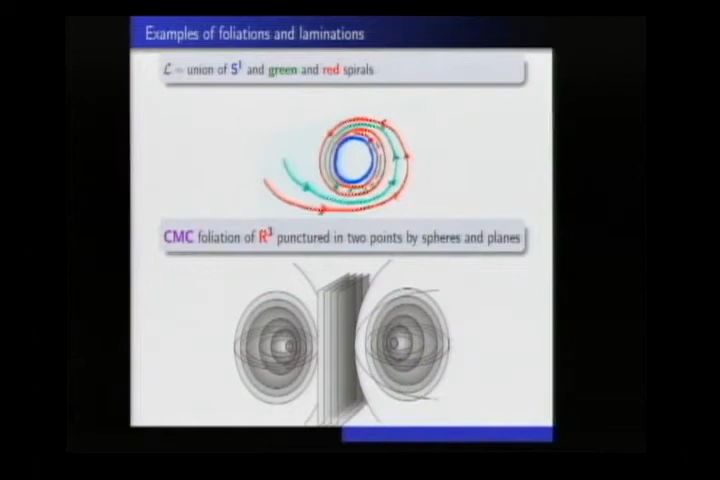 Examples of foliations and laminations
𝓛 = union of S¹ and green and red spirals
CMC foliation of R³ punctured in two points by spheres and planes